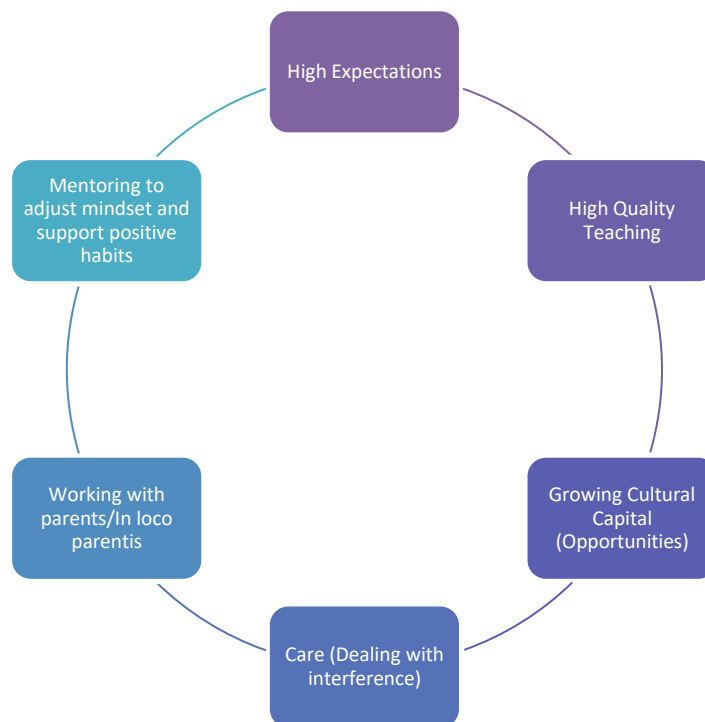 High Expectations
High Quality
Teaching
Growing Cultural
Capital
(Opportunities)
Care (Dealing with
interference)
Working with
parents/In loco
parentis
Mentoring to
adjust mindset and
support positive
habits